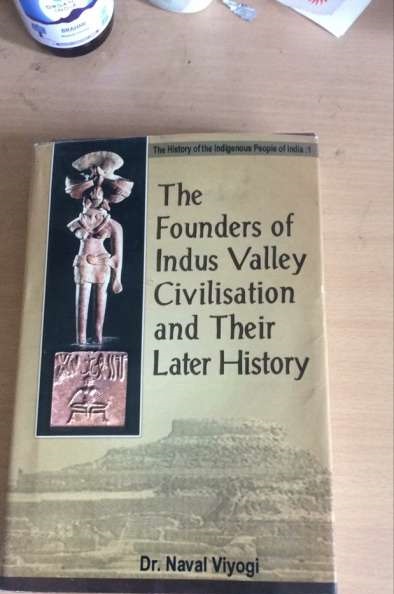 BRAHMI
The History of the Indigenous People of India :1
The
Founders of
Indus Valley
Civilisation
and Their
Later History
Dr. Naval Viyogi